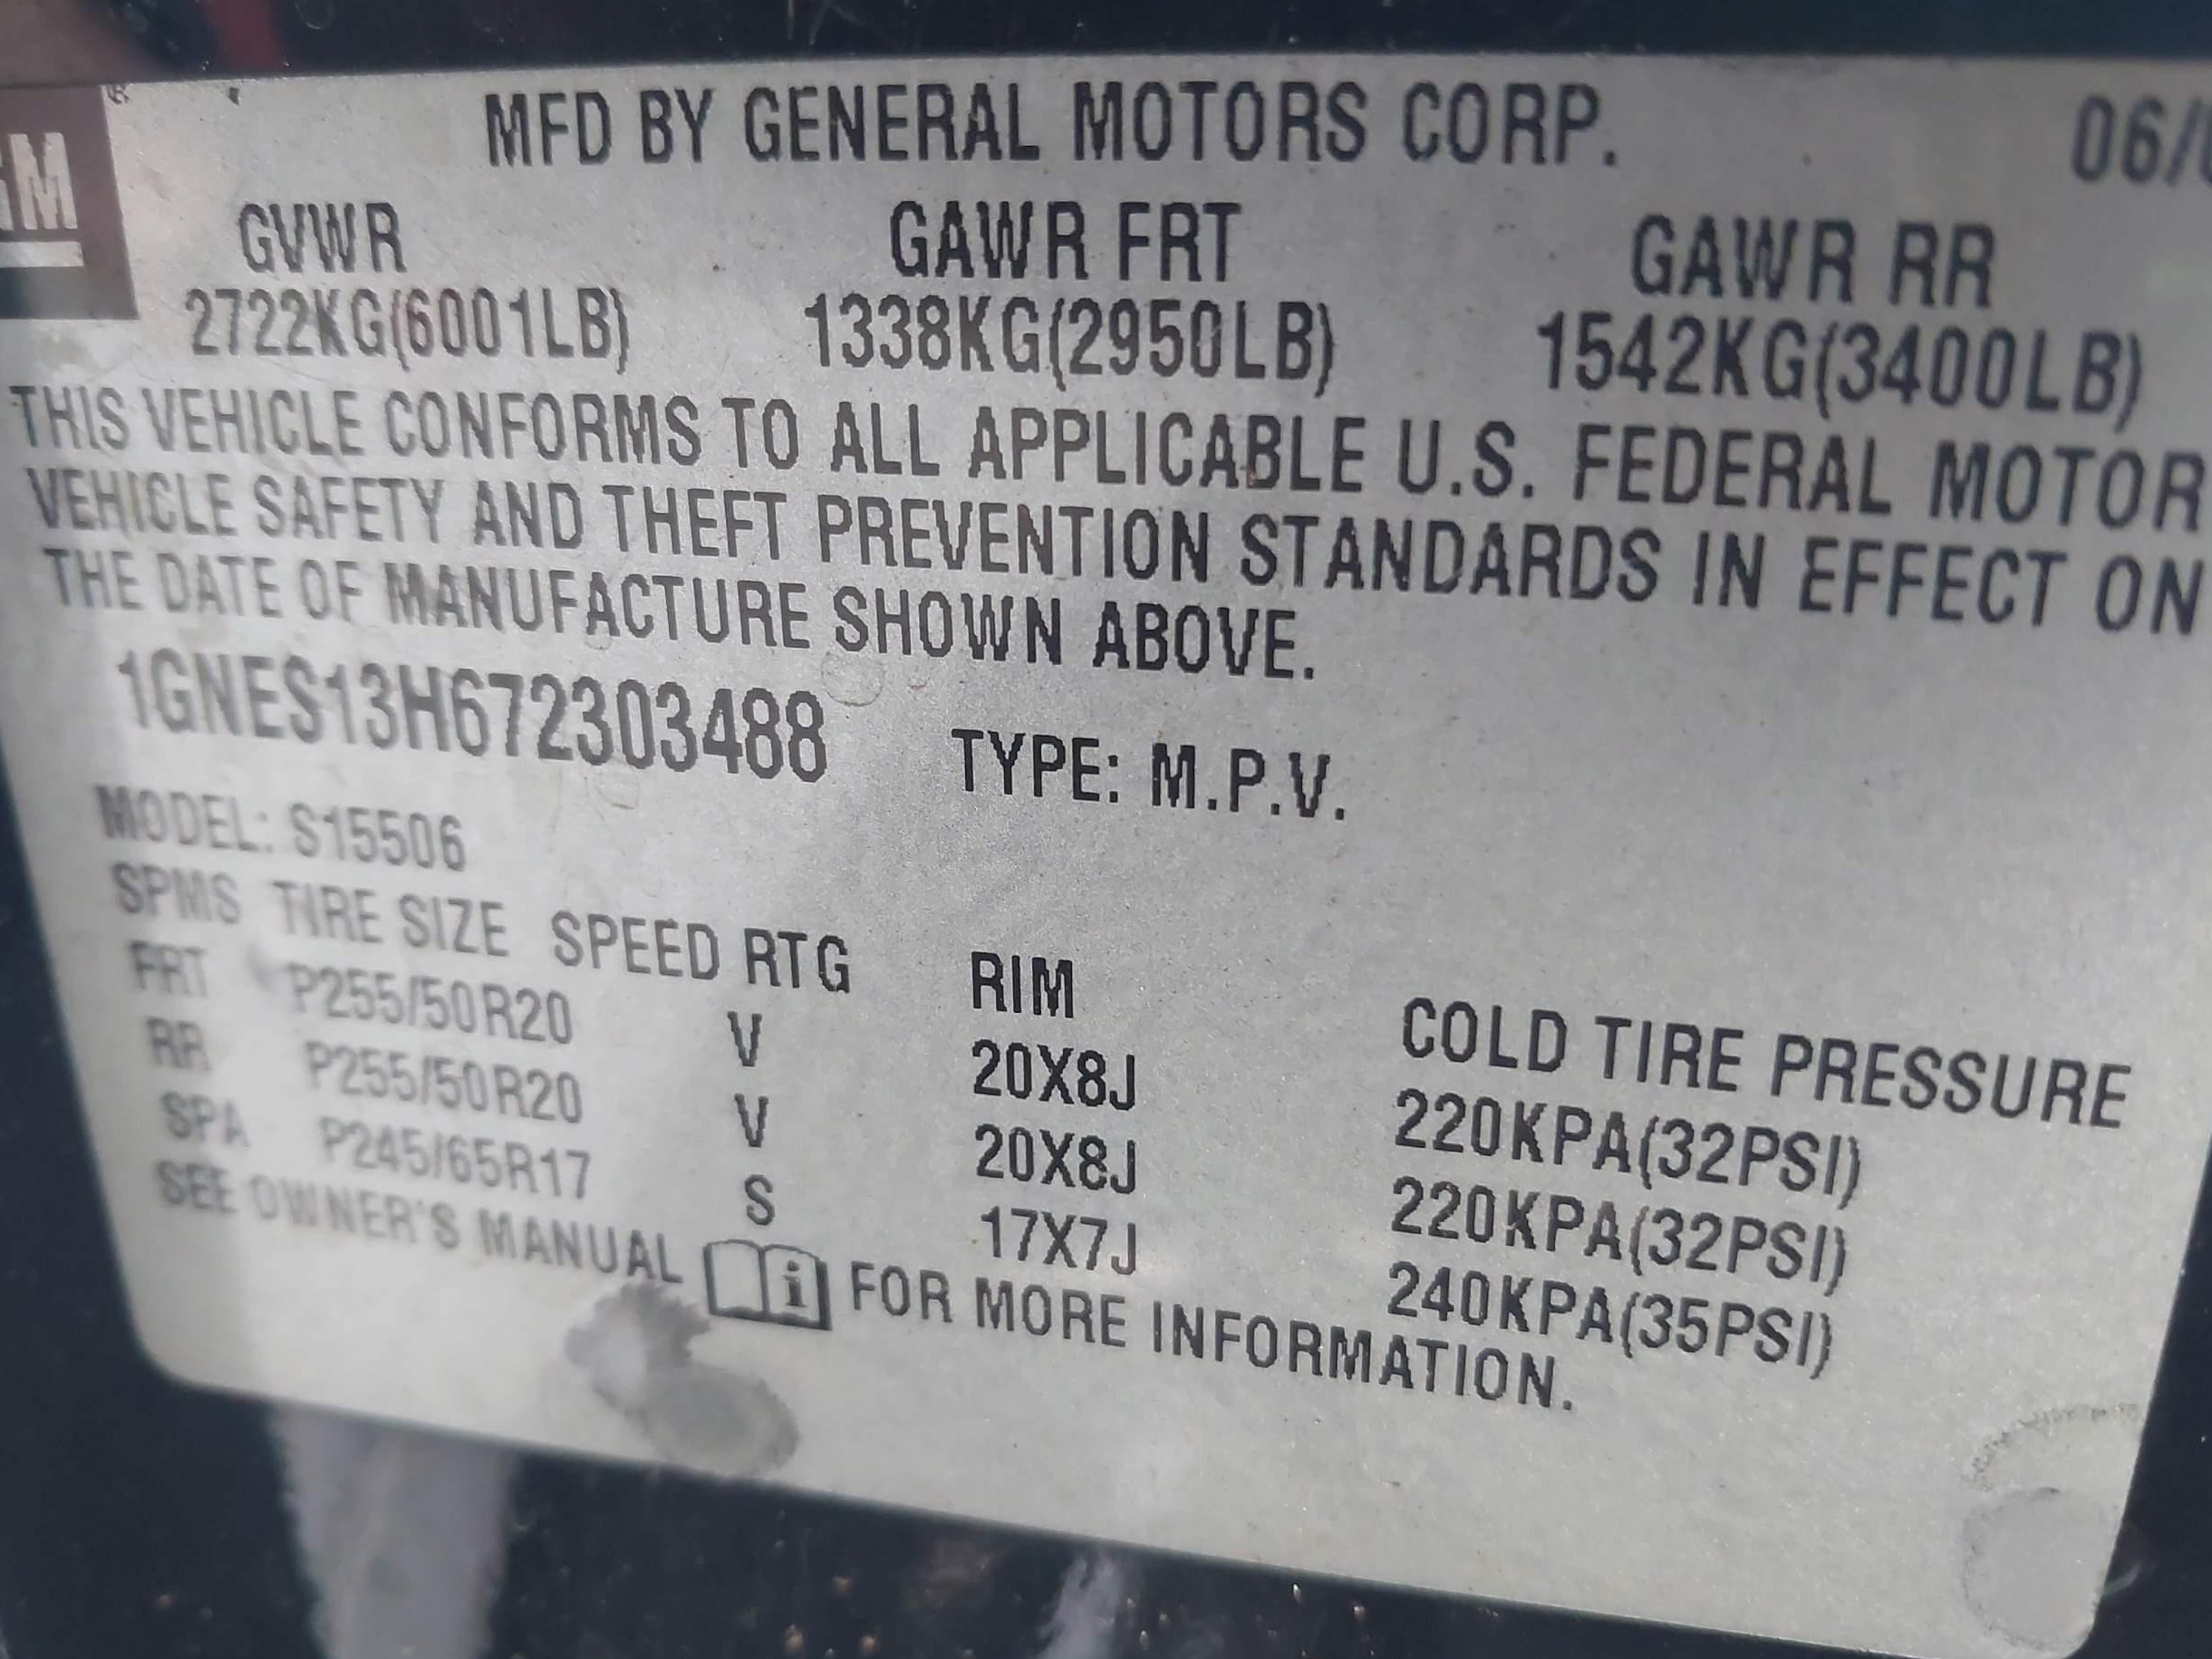 GM MFD BY GENERAL MOTORS CORP. 06/0
GVWR GAWR FRT GAWR RR
2722KG(6001LB) 1338KG(2950LB) 1542KG(3400LB)
THIS VEHICLE CONFORMS TO ALL APPLICABLE U.S. FEDERAL MOTOR
VEHICLE SAFETY AND THEFT PREVENTION STANDARDS IN EFFECT ON
THE DATE OF MANUFACTURE SHOWN ABOVE.
1GNES13H672303488 TYPE: M.P.V.
MODEL: S15506
SPMS TIRE SIZE SPEED RTG RIM COLD TIRE PRESSURE
FRT P255/50R20 V 20X8J 220KPA(32PSI)
RR P255/50R20 V 20X8J 220KPA(32PSI)
SPA P245/65R17 S 17X7J 240KPA(35PSI)
SEE OWNER'S MANUAL i FOR MORE INFORMATION.